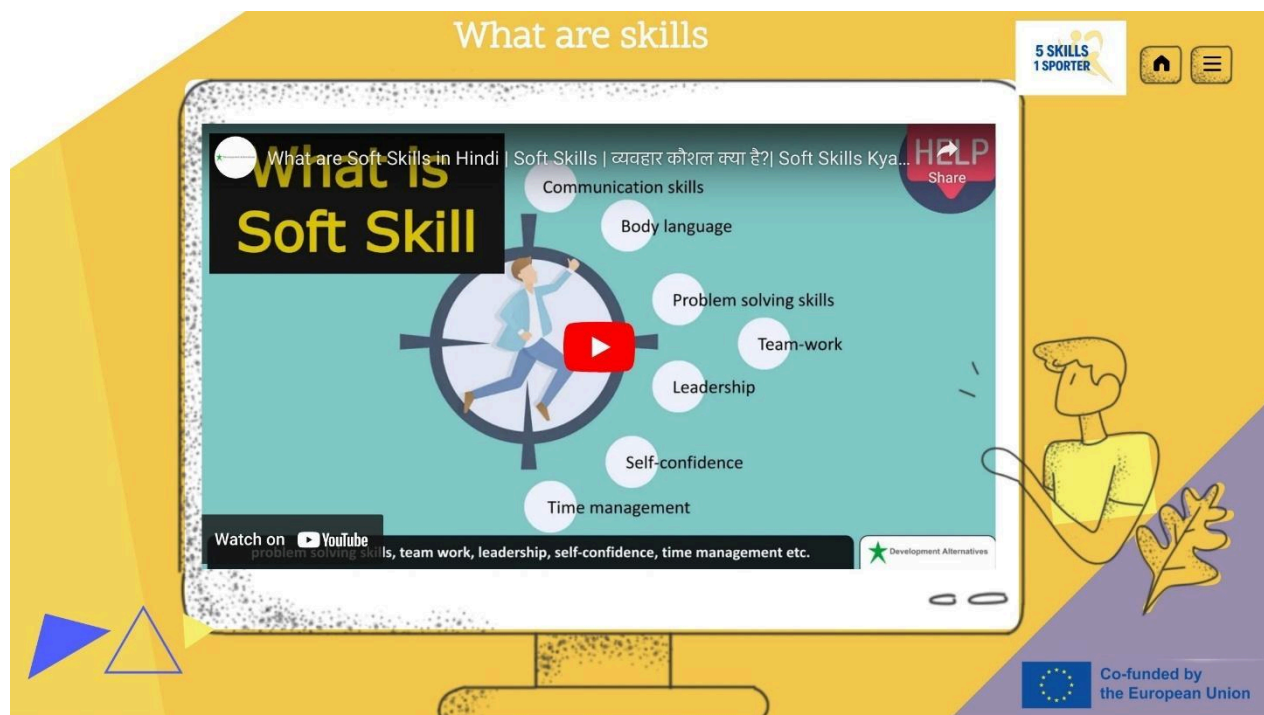 What are skills
5 SKILLS
1 SPORTER
What are Soft Skills in Hindi | Soft Skills | व्यवहार कौशल क्या है?| Soft Skills Kya...
What is
Soft Skill
HELP
Share
Communication skills
Body language
Problem solving skills
Team-work
Leadership
Self-confidence
Time management
Watch on YouTube
problem solving skills, team work, leadership, self-confidence, time management etc.
Development Alternatives
Co-funded by
the European Union